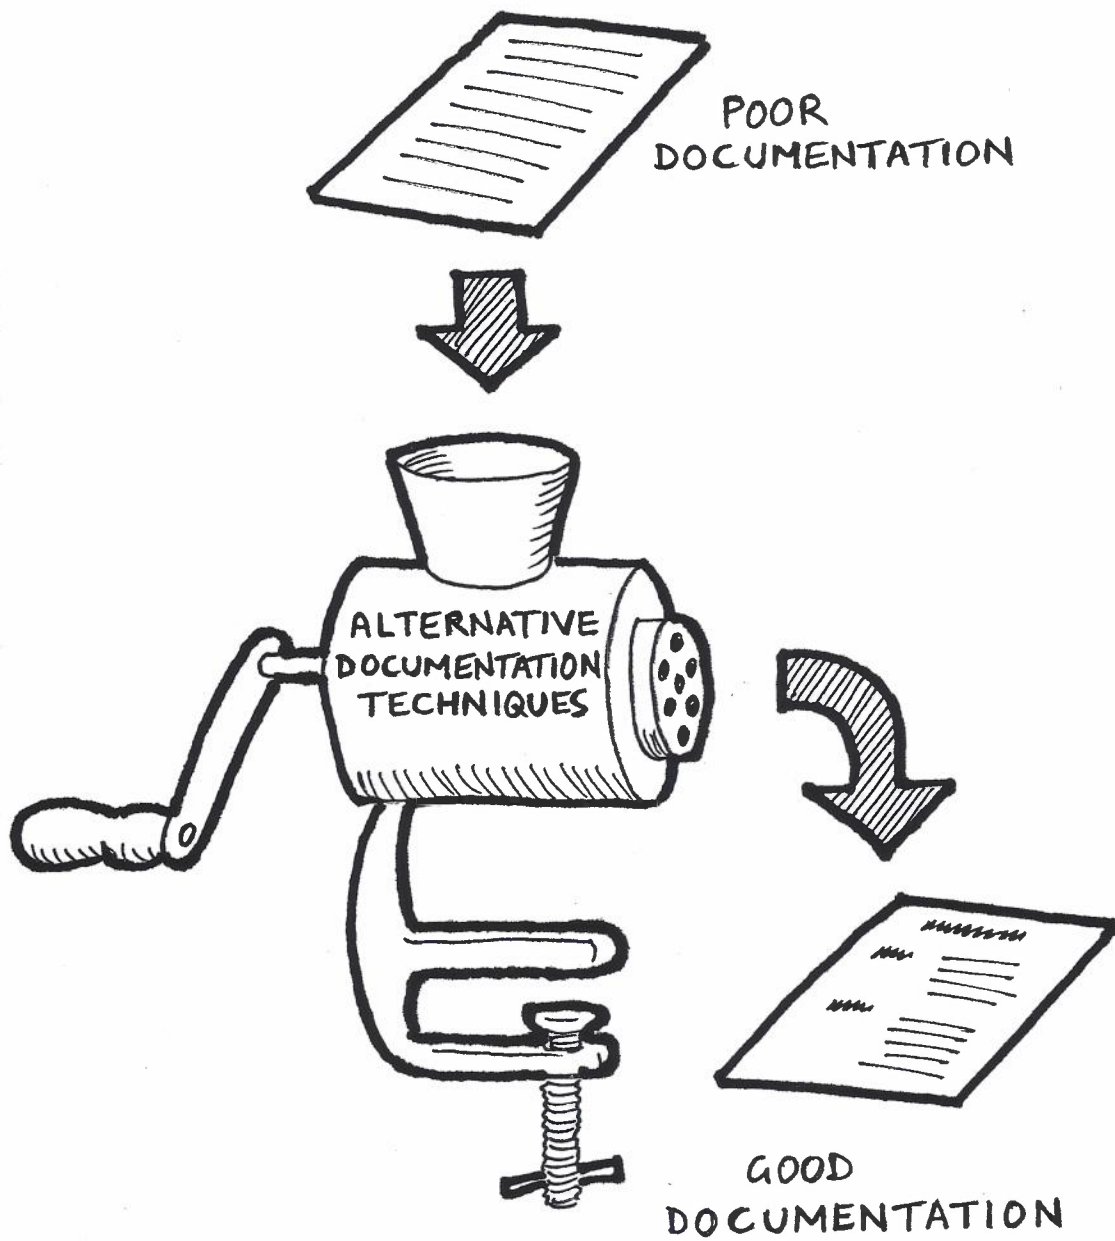 POOR
DOCUMENTATION
ALTERNATIVE
DOCUMENTATION
TECHNIQUES
GOOD
DOCUMENTATION